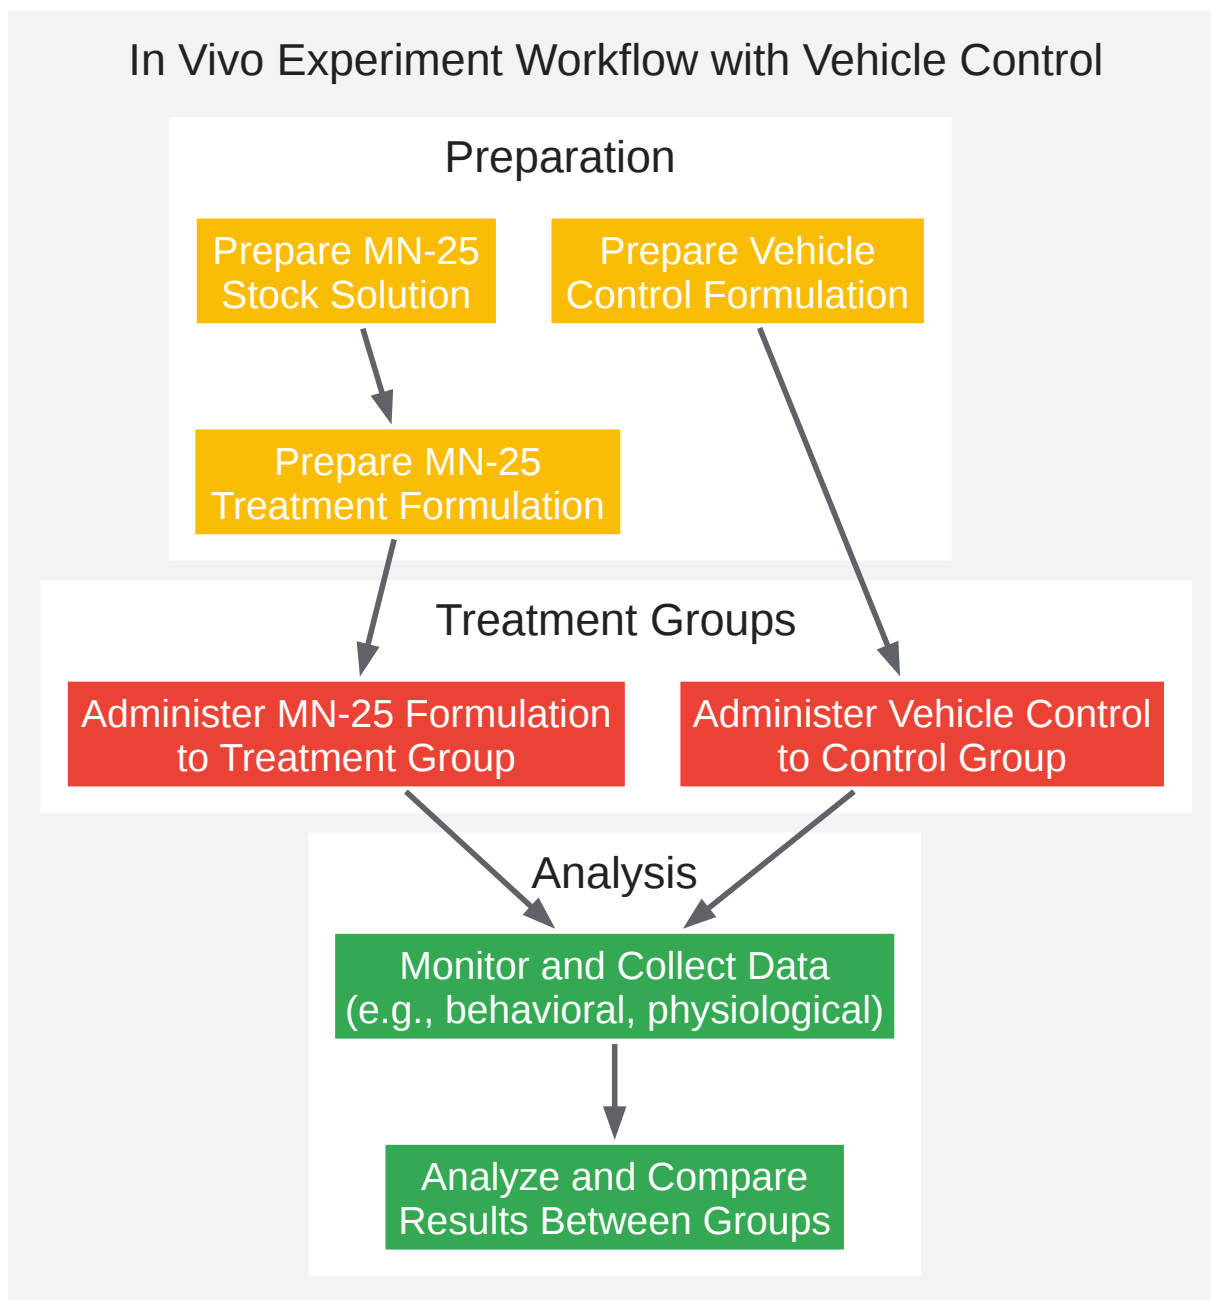 In Vivo Experiment Workflow with Vehicle Control
Preparation
Prepare MN-25
Stock Solution
Prepare Vehicle
Control Formulation
Prepare MN-25
Treatment Formulation
Treatment Groups
Administer MN-25 Formulation
to Treatment Group
Administer Vehicle Control
to Control Group
Analysis
Monitor and Collect Data
(e.g., behavioral, physiological)
Analyze and Compare
Results Between Groups